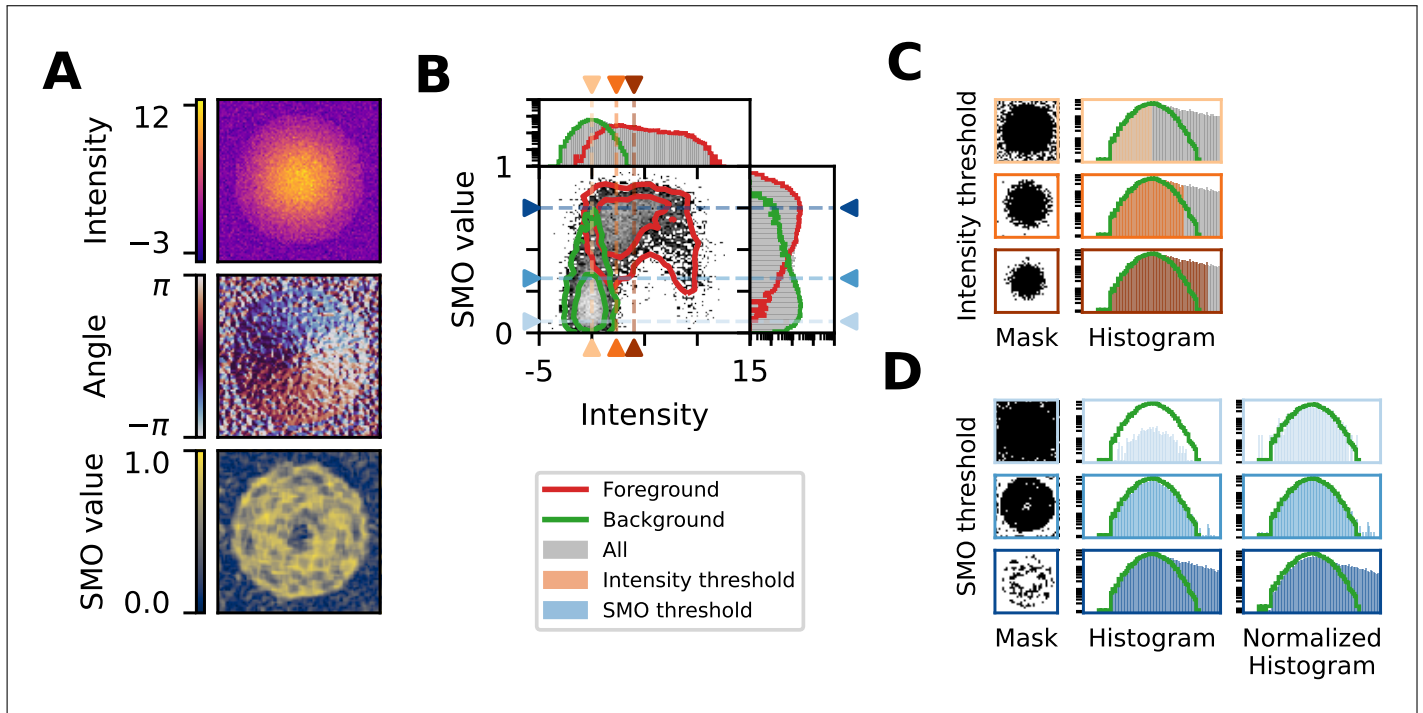 A
Intensity
12
−3
Angle
π
−π
SMO value
1.0
0.0
B
SMO value
1
0
-5
15
Intensity
Foreground
Background
All
Intensity threshold
SMO threshold
C
Intensity threshold
Mask
Histogram
D
SMO threshold
Mask
Histogram
Normalized
Histogram